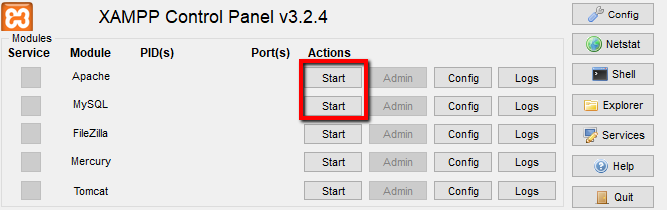 XAMPP Control Panel v3.2.4
Modules
Service Module PID(s) Port(s) Actions
Apache Start Admin Config Logs
MySQL Start Admin Config Logs
FileZilla Start Admin Config Logs
Mercury Start Admin Config Logs
Tomcat Start Admin Config Logs
Config
Netstat
Shell
Explorer
Services
Help
Quit